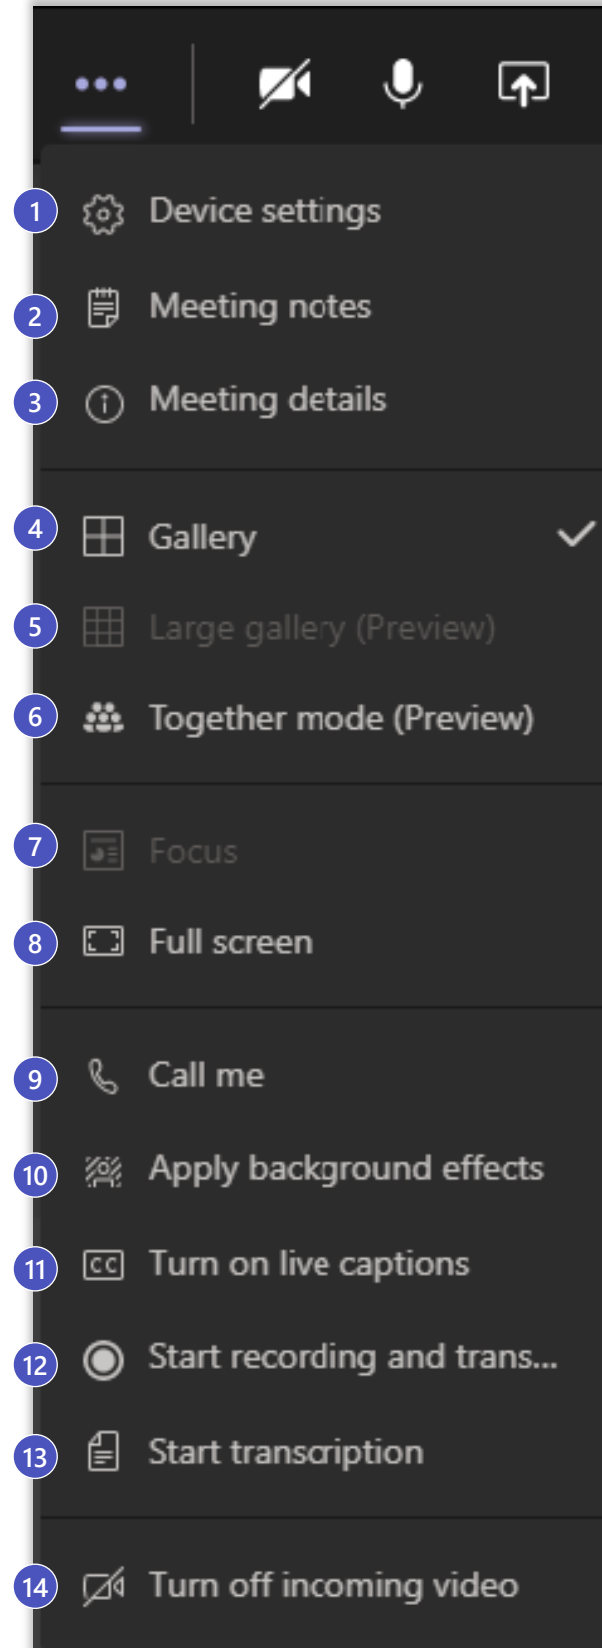 1 Device settings
2 Meeting notes
3 Meeting details
4 Gallery
5 Large gallery (Preview)
6 Together mode (Preview)
7 Focus
8 Full screen
9 Call me
10 Apply background effects
11 CC Turn on live captions
12 Start recording and trans...
13 Start transcription
14 Turn off incoming video